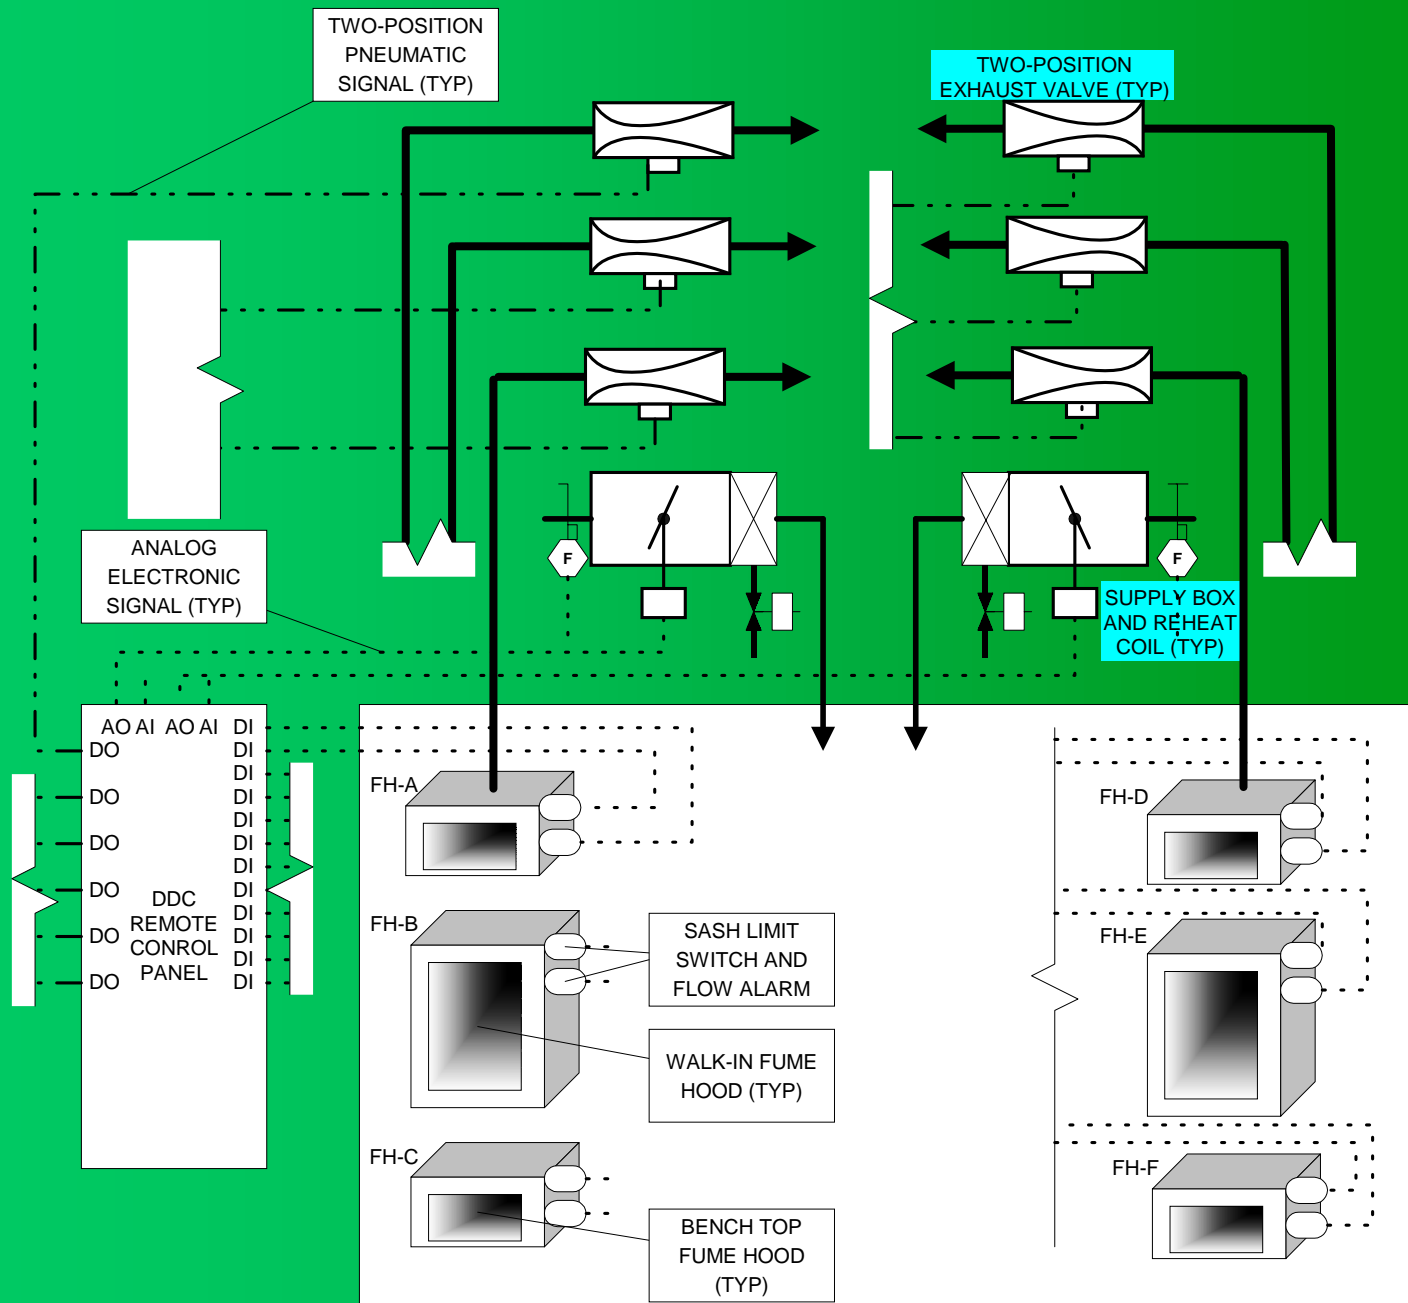 TWO-POSITION
PNEUMATIC
SIGNAL (TYP)
TWO-POSITION
EXHAUST VALVE (TYP)
ANALOG
ELECTRONIC
SIGNAL (TYP)
F
F
SUPPLY BOX
AND REHEAT
COIL (TYP)
AO AI AO AI DI
DO DI
DI
DO DI
DI
DO DI
DI
DO DI
DI
DO DI
DI
DO DI
DDC
REMOTE
CONROL
PANEL
FH-A
FH-B
FH-C
SASH LIMIT
SWITCH AND
FLOW ALARM
WALK-IN FUME
HOOD (TYP)
BENCH TOP
FUME HOOD
(TYP)
FH-D
FH-E
FH-F